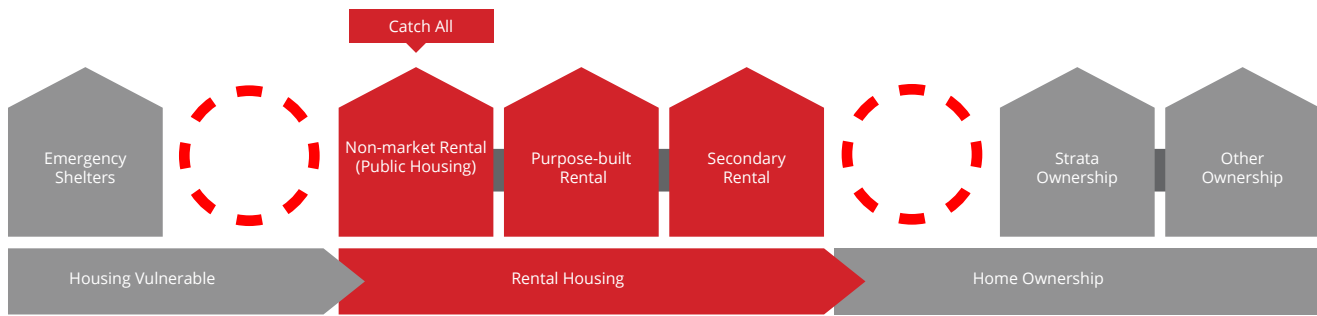 Catch All
Emergency
Shelters
Non-market Rental
(Public Housing)
Purpose-built
Rental
Secondary
Rental
Strata
Ownership
Other
Ownership
Housing Vulnerable
Rental Housing
Home Ownership